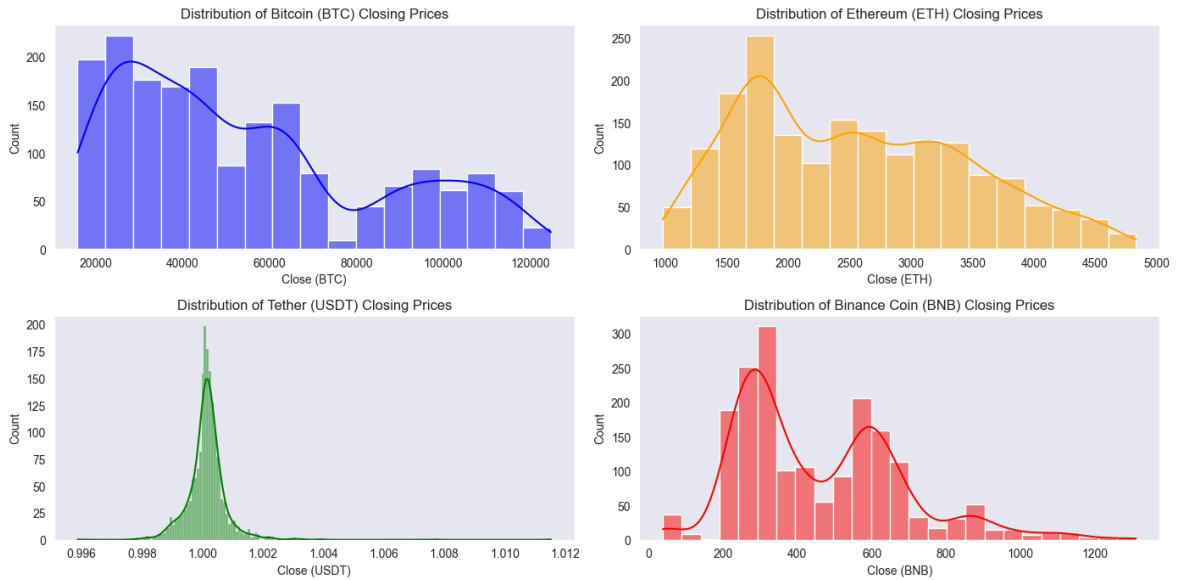 Distribution of Bitcoin (BTC) Closing Prices
Count
200
150
100
50
0
20000 40000 60000 80000 100000 120000
Close (BTC)
Distribution of Ethereum (ETH) Closing Prices
Count
250
200
150
100
50
0
1000 1500 2000 2500 3000 3500 4000 4500 5000
Close (ETH)
Distribution of Tether (USDT) Closing Prices
Count
200
175
150
125
100
75
50
25
0
0.996 0.998 1.000 1.002 1.004 1.006 1.008 1.010 1.012
Close (USDT)
Distribution of Binance Coin (BNB) Closing Prices
Count
300
250
200
150
100
50
0
0 200 400 600 800 1000 1200
Close (BNB)